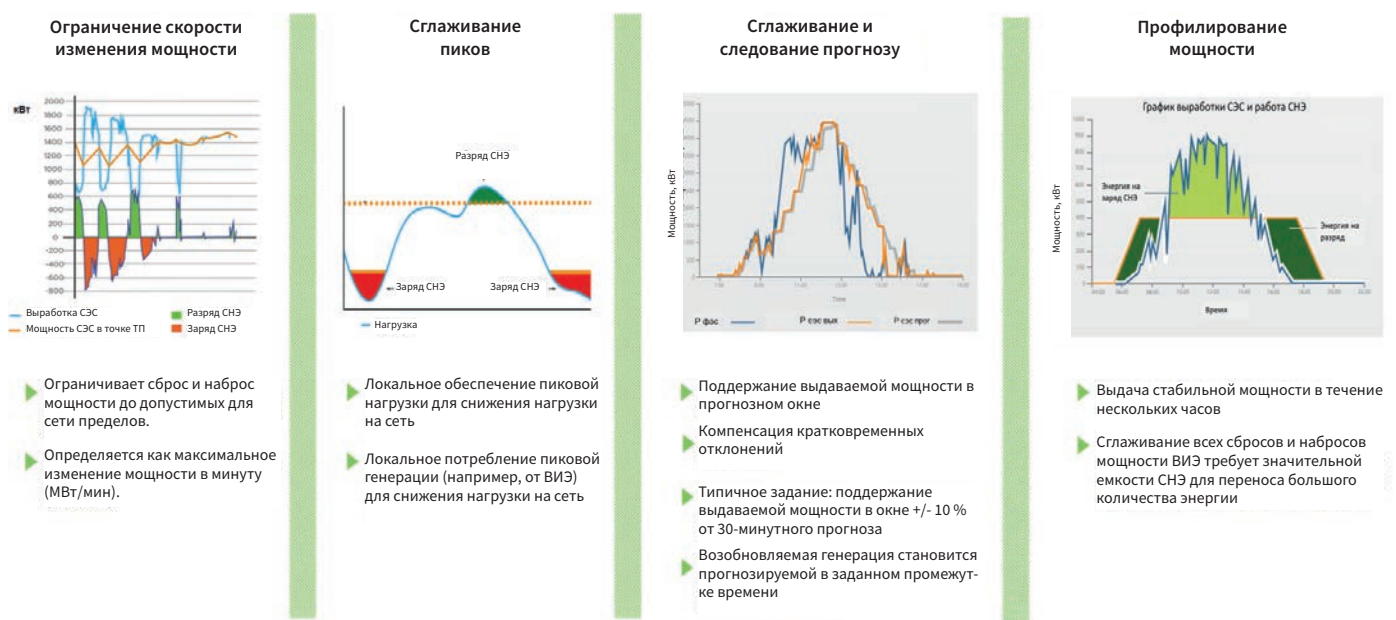 Ограничение скорости
изменения мощности
кВт
2000
1800
1600
1400
1200
1000
800
600
400
200
0
-200
-400
-600
-800
Выработка СЭС
Мощность СЭС в точке ТП
Разряд СНЭ
Заряд СНЭ
Ограничивает сброс и наброс
мощности до допустимых для
сети пределов.
Определяется как максимальное
изменение мощности в минуту
(МВт/мин).
Сглаживание
пиков
Разряд СНЭ
Заряд СНЭ
Заряд СНЭ
Нагрузка
Локальное обеспечение пиковой
нагрузки для снижения нагрузки
на сеть
Локальное потребление пиковой
генерации (например, от ВИЭ)
для снижения нагрузки на сеть
Сглаживание и
следование прогнозу
Мощность, кВт
Time
P фэс
P сэс вых
P сэс прог
Поддержание выдаваемой мощности в
прогнозном окне
Компенсация кратковременных
отклонений
Типичное задание: поддержание
выдаваемой мощности в окне +/- 10 %
от 30-минутного прогноза
Возобновляемая генерация становится
прогнозируемой в заданном промежут-
ке времени
Профилирование
мощности
График выработки СЭС и работа СНЭ
Мощность, кВт
Энергия на
заряд СНЭ
Энергия на
разряд
Время
Выдача стабильной мощности в течение
нескольких часов
Сглаживание всех сбросов и набросов
мощности ВИЭ требует значительной
емкости СНЭ для переноса большого
количества энергии